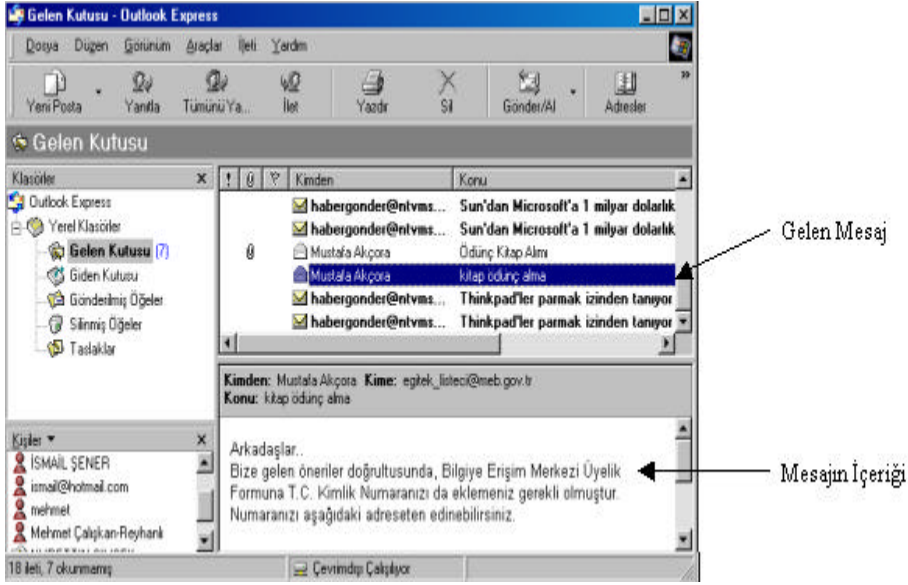 Gelen Kutusu - Outlook Express
Dosya Düzen Görünüm Araçlar İleti Yardım
Yeni Posta Yanıtla Tümünü Ya... İlet Yazdır Sil Gönder/Al Adresler »
Gelen Kutusu
Klasörler x
Outlook Express
Yerel Klasörler
Gelen Kutusu (7)
Giden Kutusu
Gönderilmiş Öğeler
Silinmiş Öğeler
Taslaklar
! Kimden Konu
habergonder@ntvms... Sun'dan Microsoft'a 1 milyar dolarlık
habergonder@ntvms... Sun'dan Microsoft'a 1 milyar dolarlık
Mustafa Akçora Ödünç Kitap Alımı
Mustafa Akçora kitap ödünç alma
habergonder@ntvms... Thinkpad'ler parmak izinden tanıyor
habergonder@ntvms... Thinkpad'ler parmak izinden tanıyor
Gelen Mesaj
Kimden: Mustafa Akçora Kime: egitek_listeci@meb.gov.tr
Konu: kitap ödünç alma
Arkadaşlar..
Bize gelen öneriler doğrultusunda, Bilgiye Erişim Merkezi Üyelik
Formuna T.C. Kimlik Numaranızı da eklemeniz gerekli olmuştur.
Numaranızı aşağıdaki adreseten edinebilirsiniz.
Mesajın İçeriği
Kişiler x
İSMAİL ŞENER
ismail@hotmail.com
mehmet
Mehmet Çalışkan-Reyhanlı
18 ileti, 7 okunmamış
Çevrimdışı Çalışılıyor